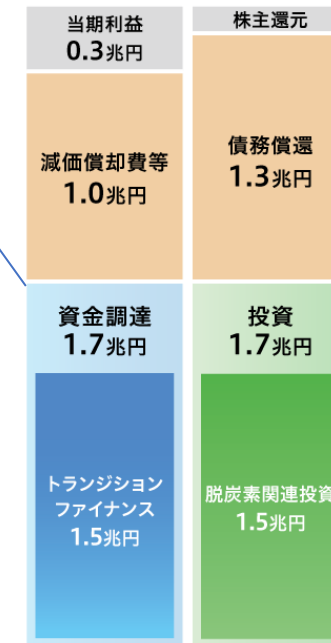 当期利益
0.3兆円
減価償却費等
1.0兆円
資金調達
1.7兆円
トランジション
ファイナンス
1.5兆円
株主還元
債務償還
1.3兆円
投資
1.7兆円
脱炭素関連投資
1.5兆円